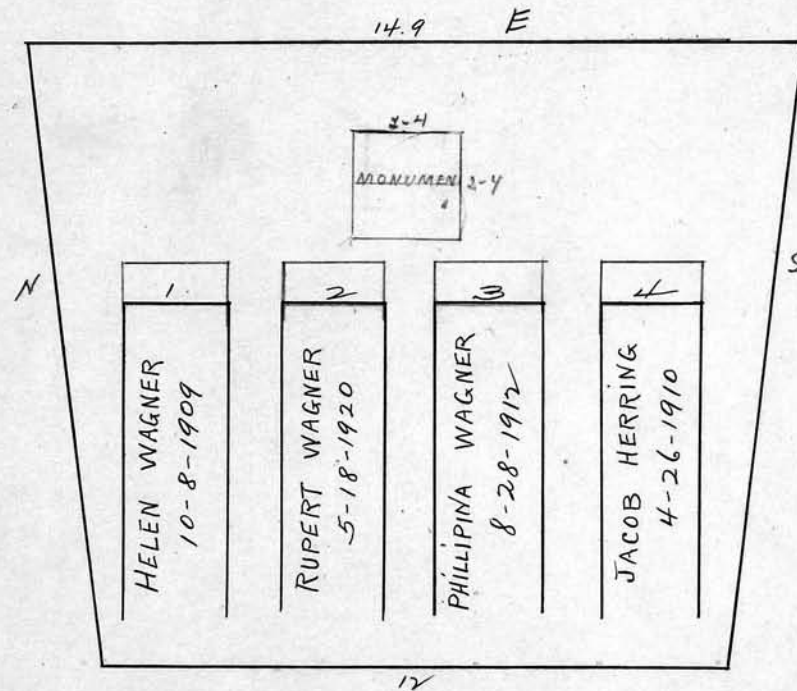 14.9 E
2-4
MONUMEN 2-4
N
S
1
2
3
4
HELEN WAGNER
10-8-1909
RUPERT WAGNER
5-18-1920
PHILLIPINA WAGNER
8-28-1912
JACOB HERRING
4-26-1910
12